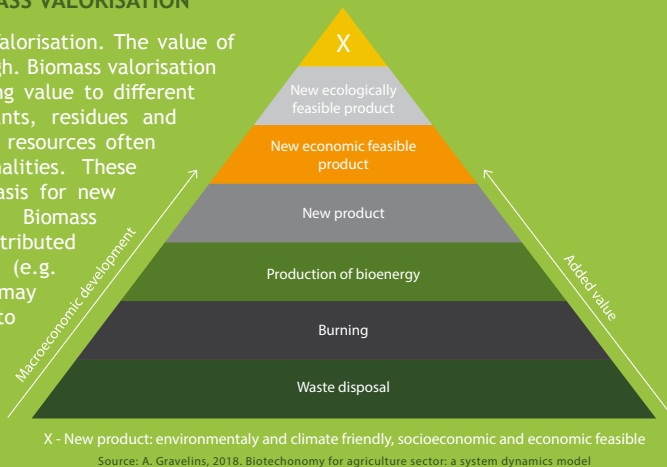 ASS VALORISATION
alorisation. The value of
gh. Biomass valorisation
ng value to different
nts, residues and
resources often
nalities. These
asis for new
Biomass
tributed
(e.g.
may
to
X
New ecologically
feasible product
New economic feasible
product
New product
Production of bioenergy
Burning
Waste disposal
Macroeconomic development
Added value
X - New product: environmentaly and climate friendly, socioeconomic and economic feasible
Source: A. Gravelins, 2018. Biotechonomy for agriculture sector: a system dynamics model